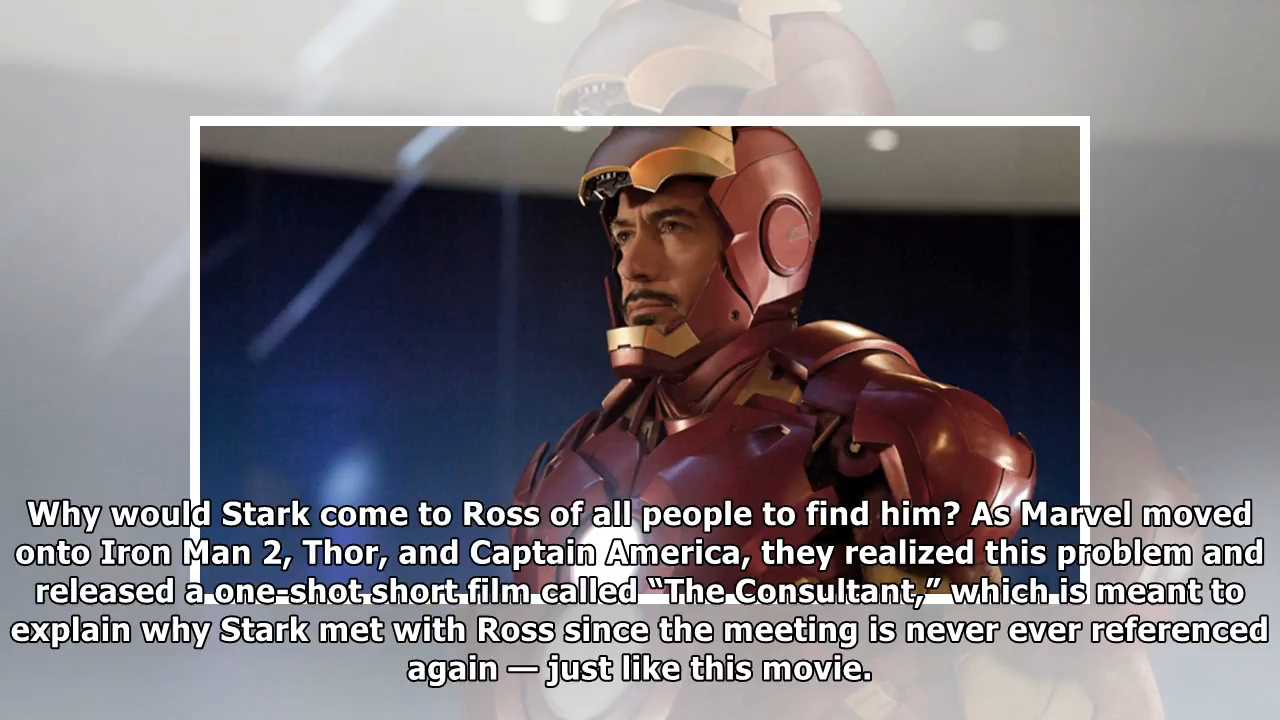 Why would Stark come to Ross of all people to find him? As Marvel moved
onto Iron Man 2, Thor, and Captain America, they realized this problem and
released a one-shot short film called “The Consultant,” which is meant to
explain why Stark met with Ross since the meeting is never ever referenced
again — just like this movie.